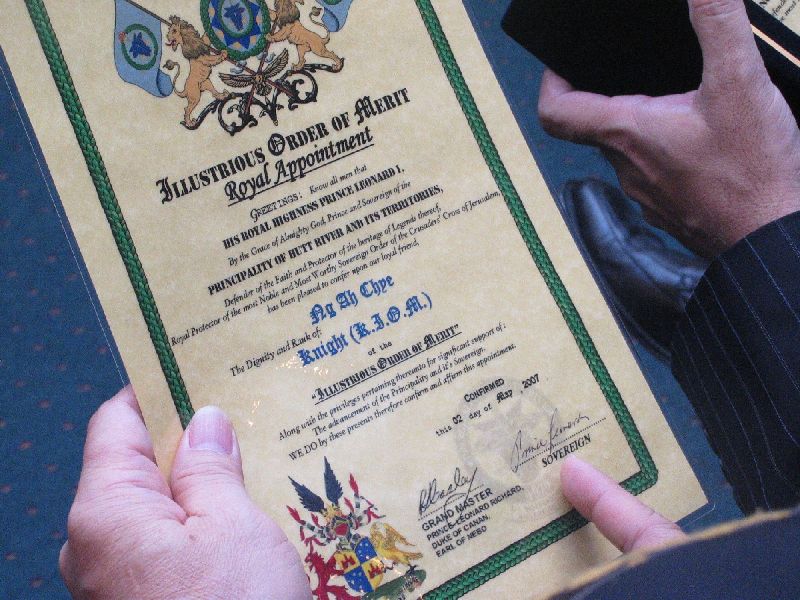 ILLUSTRIOUS ORDER OF MERIT
Royal Appointment
GREETINGS: Know all men that
HIS ROYAL HIGHNESS PRINCE LEONARD I,
By the Grace of Almighty God, Prince and Sovereign of the
PRINCIPALITY OF HUTT RIVER AND ITS TERRITORIES,
Defender of the Faith and Protector of the heritage of Legends thereof,
Royal Protector of the most Noble and Most Worthy Sovereign Order of the Crusaders' Cross of Jerusalem,
has been pleased to confer upon our loyal friend,
Ng Ah Chye
The Dignity and Rank of:
Knight (K.I.O.M.)
of the
"ILLUSTRIOUS ORDER OF MERIT"
Along with the privileges pertaining thereunto for significant support of:
The advancement of the Principality and it's Sovereign.
WE DO by these presents therefore confirm and affirm this appointment.
CONFIRMED
this 02 day of May 2007
SOVEREIGN
GRAND MASTER
PRINCE LEONARD RICHARD,
DUKE OF CANAN,
EARL OF NEBO